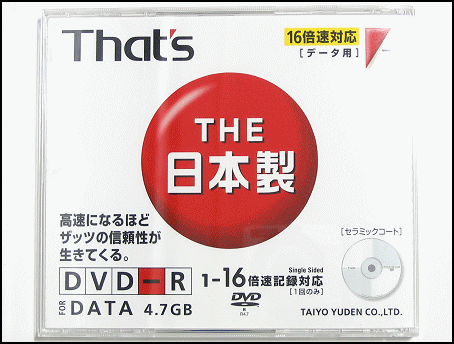 That's
16倍速対応
[データ用]
THE
日本製
高速になるほど
ザッツの信頼性が
生きてくる。
[セラミックコート]
DVD-R
1-16倍速記録対応
Single Sided
[1回のみ]
FOR DATA 4.7GB
DVD
R
R4.7
TAIYO YUDEN CO.,LTD.